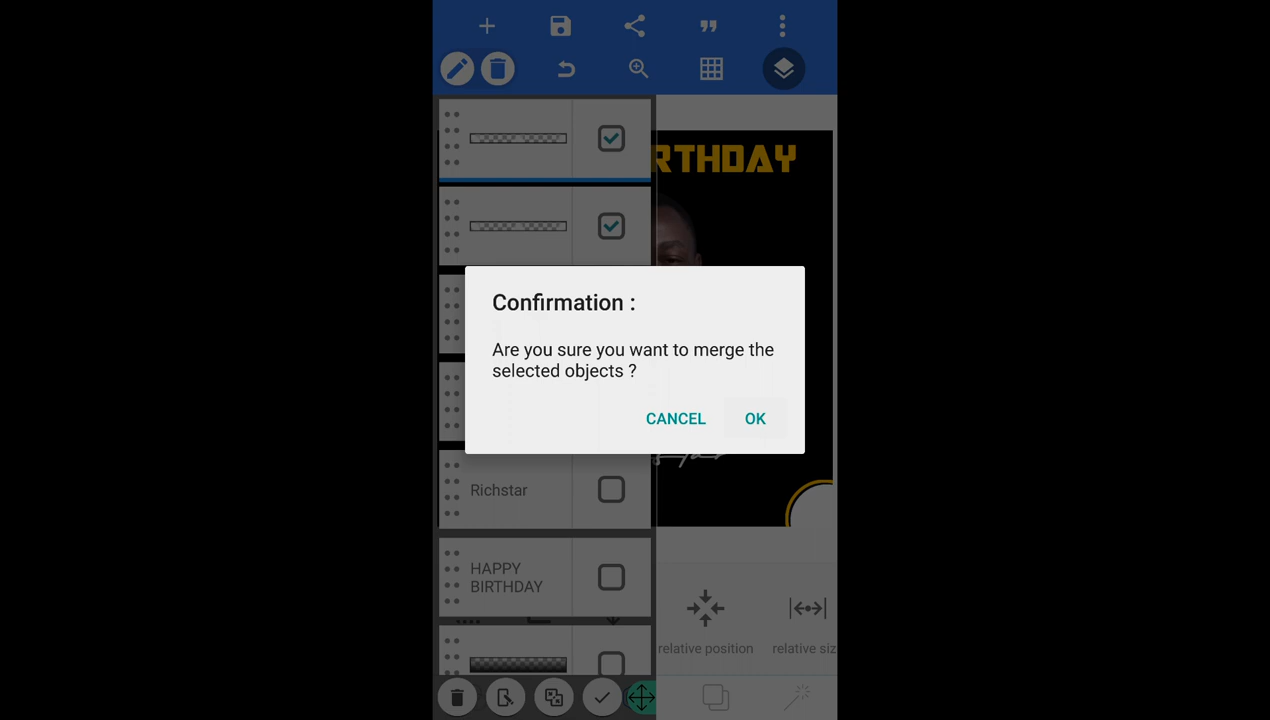 RTHDAY
Confirmation :
Are you sure you want to merge the
selected objects ?
CANCEL OK
Richstar
HAPPY
BIRTHDAY
relative position relative siz